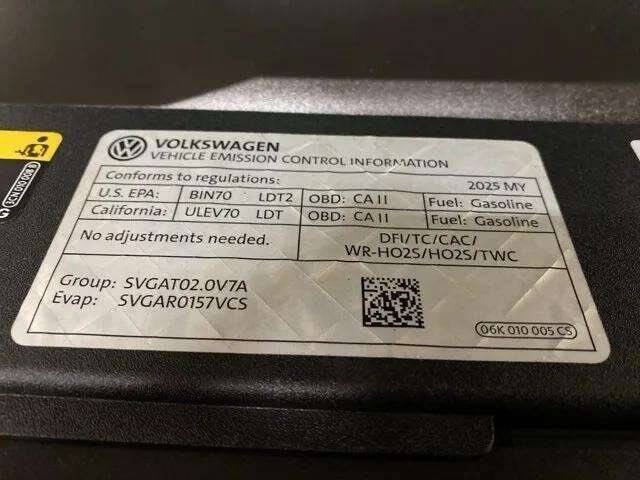 VOLKSWAGEN
VEHICLE EMISSION CONTROL INFORMATION
Conforms to regulations: 2025 MY
U.S. EPA: BIN70 LDT2 OBD: CA II Fuel: Gasoline
California: ULEV70 LDT OBD: CA II Fuel: Gasoline
No adjustments needed. DFI/TC/CAC/
WR-HO2S/HO2S/TWC
Group: SVGAT02.0V7A
Evap: SVGAR0157VCS
06K 010 005 CS